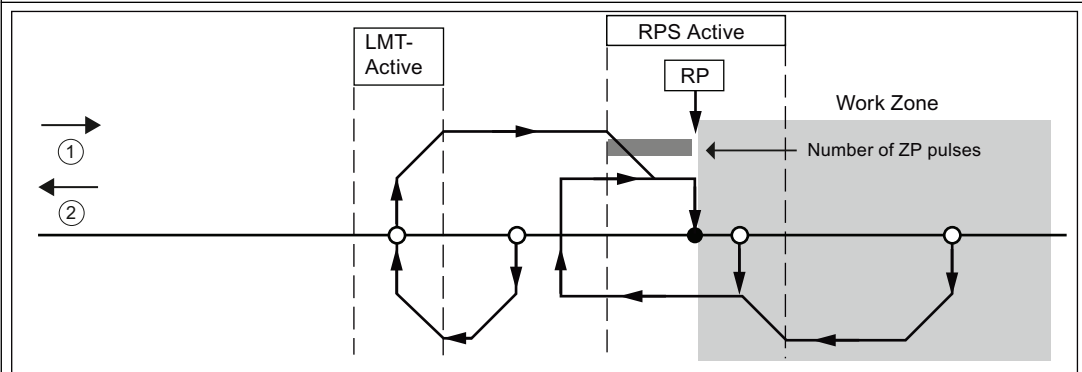 LMT-
Active
RPS Active
RP
Work Zone
Number of ZP pulses
1
2